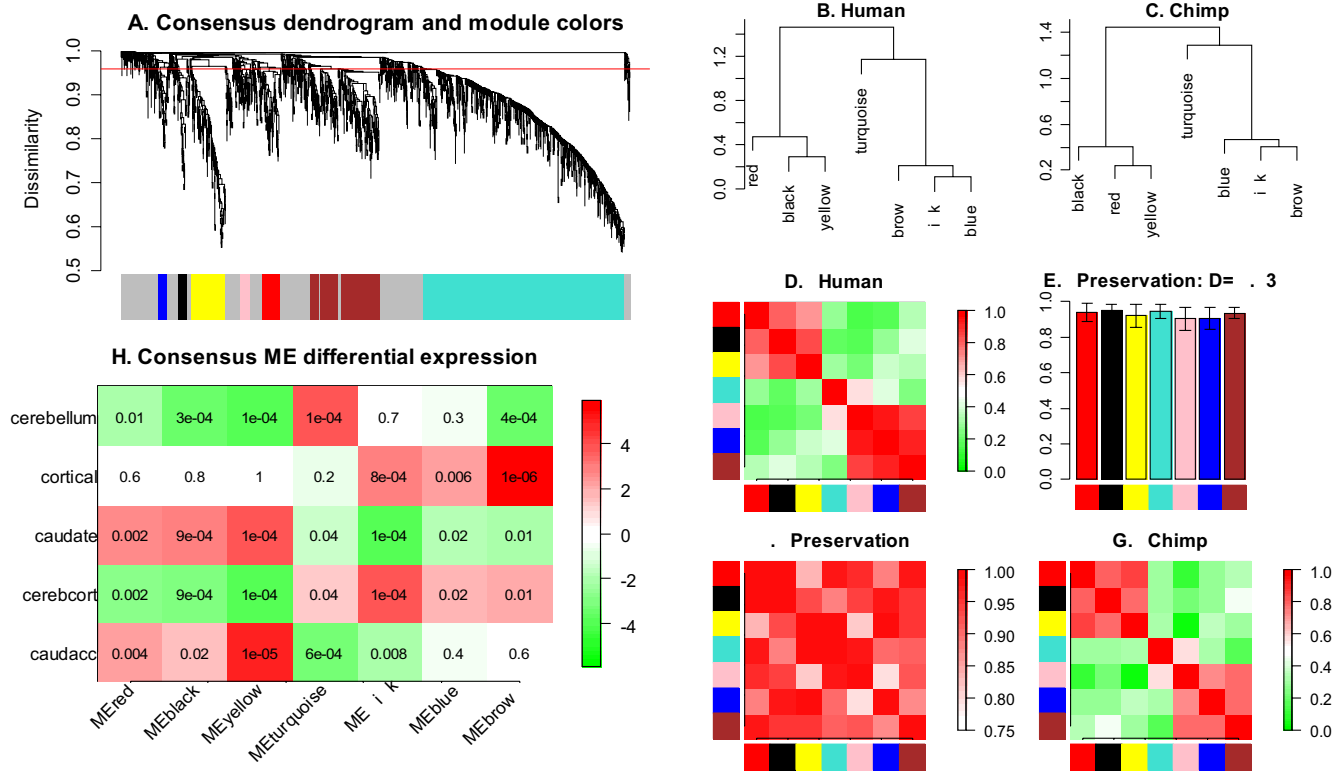 A. Consensus dendrogram and module colors
Dissimilarity
1.0
0.9
0.8
0.7
0.6
0.5
B. Human
1.2
0.8
0.4
0.0
red
black
yellow
turquoise
brow
i k
blue
C. Chimp
1.4
1.0
0.6
0.2
black
red
yellow
turquoise
blue
i k
brow
D. Human
1.0
0.8
0.6
0.4
0.2
0.0
E. Preservation: D= . 3
1.0
0.8
0.6
0.4
0.2
0.0
H. Consensus ME differential expression
cerebellum 0.01 3e-04 1e-04 1e-04 0.7 0.3 4e-04
cortical 0.6 0.8 1 0.2 8e-04 0.006 1e-06
caudate 0.002 9e-04 1e-04 0.04 1e-04 0.02 0.01
cerebcort 0.002 9e-04 1e-04 0.04 1e-04 0.02 0.01
caudacc 0.004 0.02 1e-05 6e-04 0.008 0.4 0.6
MEred MEblack MEyellow MEturquoise ME i k MEblue MEbrow
4
2
0
-2
-4
. Preservation
1.00
0.95
0.90
0.85
0.80
0.75
G. Chimp
1.0
0.8
0.6
0.4
0.2
0.0